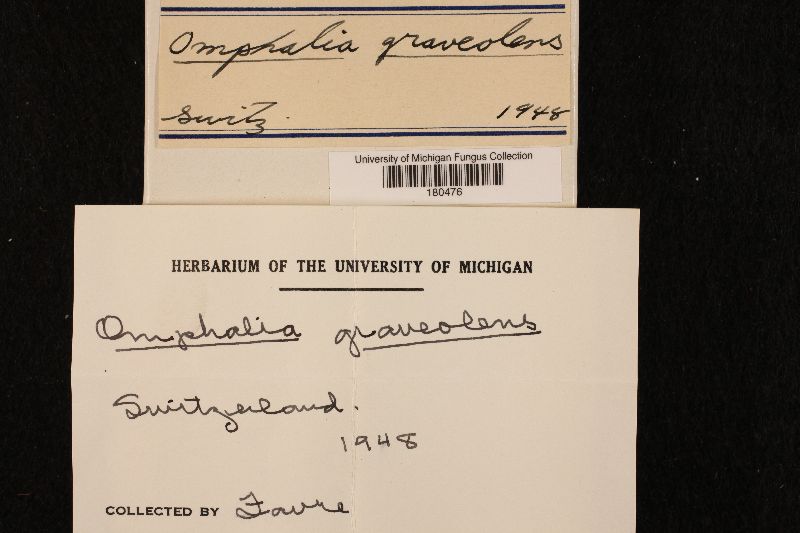 Omphalia graveolens
Switz. 1948
University of Michigan Fungus Collection
180476
HERBARIUM OF THE UNIVERSITY OF MICHIGAN
Omphalia graveolens
Switzerland.
1948
COLLECTED BY Favre